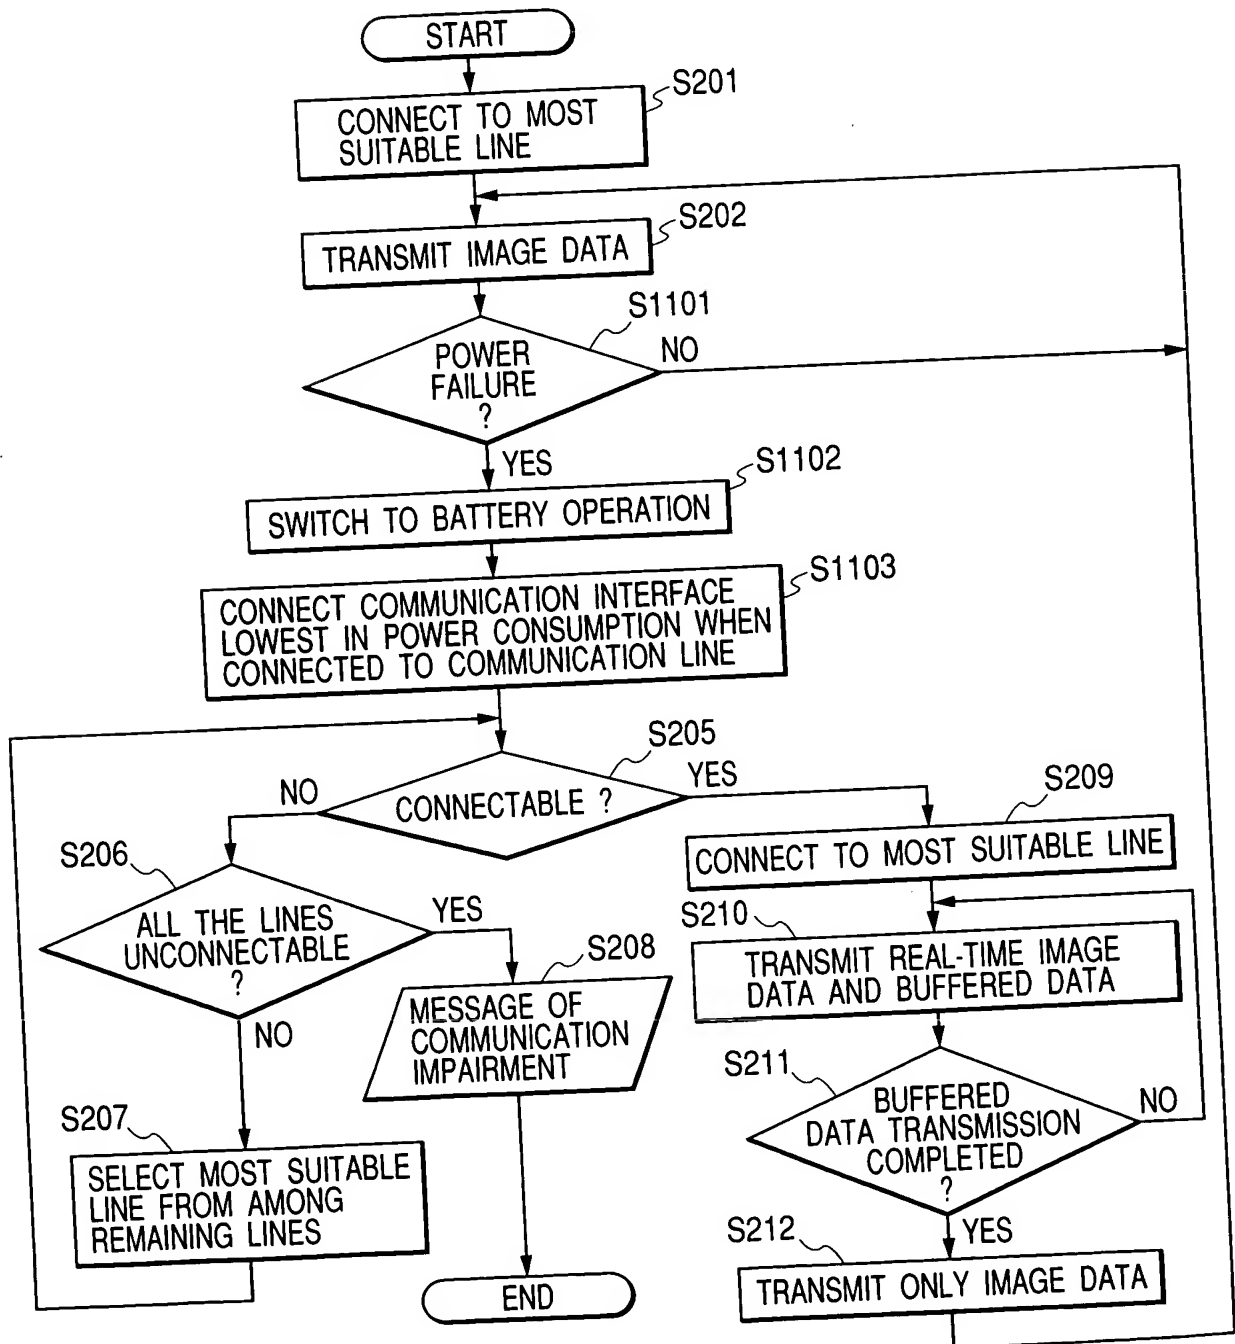 START
S201
CONNECT TO MOST
SUITABLE LINE
S202
TRANSMIT IMAGE DATA
S1101
POWER
FAILURE
?
NO
YES
S1102
SWITCH TO BATTERY OPERATION
S1103
CONNECT COMMUNICATION INTERFACE
LOWEST IN POWER CONSUMPTION WHEN
CONNECTED TO COMMUNICATION LINE
S205
CONNECTABLE ?
NO
YES
S206
ALL THE LINES
UNCONNECTABLE
?
YES
NO
S208
MESSAGE OF
COMMUNICATION
IMPAIRMENT
S207
SELECT MOST SUITABLE
LINE FROM AMONG
REMAINING LINES
END
S209
CONNECT TO MOST SUITABLE LINE
S210
TRANSMIT REAL-TIME IMAGE
DATA AND BUFFERED DATA
S211
BUFFERED
DATA TRANSMISSION
COMPLETED
?
NO
YES
S212
TRANSMIT ONLY IMAGE DATA